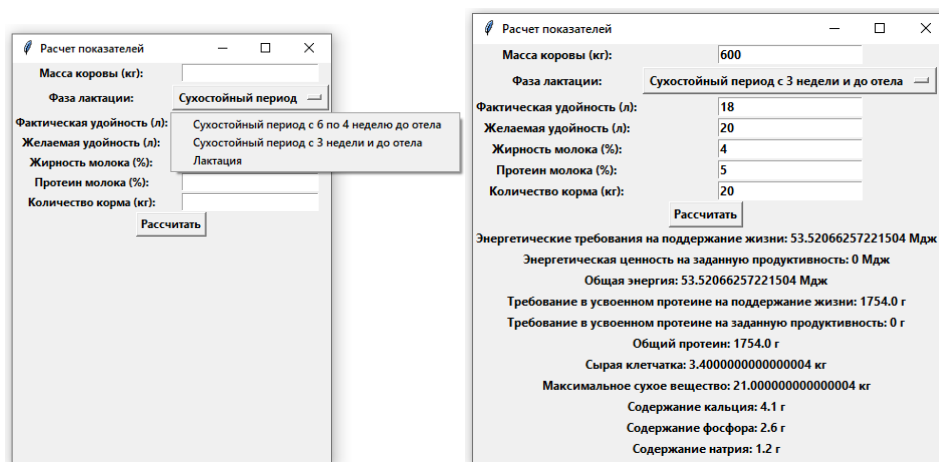 Расчет показателей
Масса коровы (кг):
Фаза лактации: Сухостойный период
Фактическая удойность (л):
Сухостойный период с 6 по 4 неделю до отела
Желаемая удойность (л):
Сухостойный период с 3 недели и до отела
Жирность молока (%):
Лактация
Протеин молока (%):
Количество корма (кг):
Рассчитать
Расчет показателей
Масса коровы (кг): 600
Фаза лактации: Сухостойный период с 3 недели и до отела
Фактическая удойность (л): 18
Желаемая удойность (л): 20
Жирность молока (%): 4
Протеин молока (%): 5
Количество корма (кг): 20
Рассчитать
Энергетические требования на поддержание жизни: 53.52066257221504 Мдж
Энергетическая ценность на заданную продуктивность: 0 Мдж
Общая энергия: 53.52066257221504 Мдж
Требование в усвоенном протеине на поддержание жизни: 1754.0 г
Требование в усвоенном протеине на заданную продуктивность: 0 г
Общий протеин: 1754.0 г
Сырая клетчатка: 3.4000000000000004 кг
Максимальное сухое вещество: 21.000000000000004 кг
Содержание кальция: 4.1 г
Содержание фосфора: 2.6 г
Содержание натрия: 1.2 г